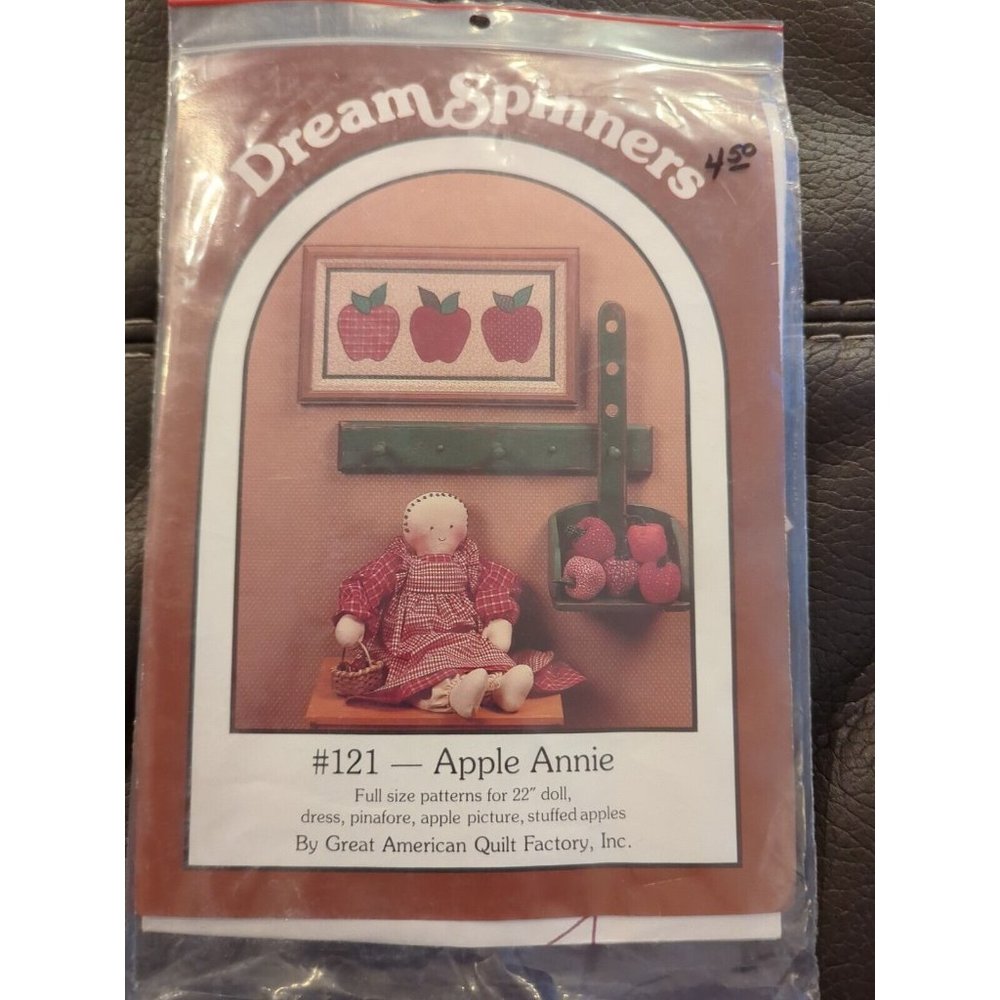 Dream Spinners
4 50
#121 — Apple Annie
Full size patterns for 22″ doll,
dress, pinafore, apple picture, stuffed apples
By Great American Quilt Factory, Inc.